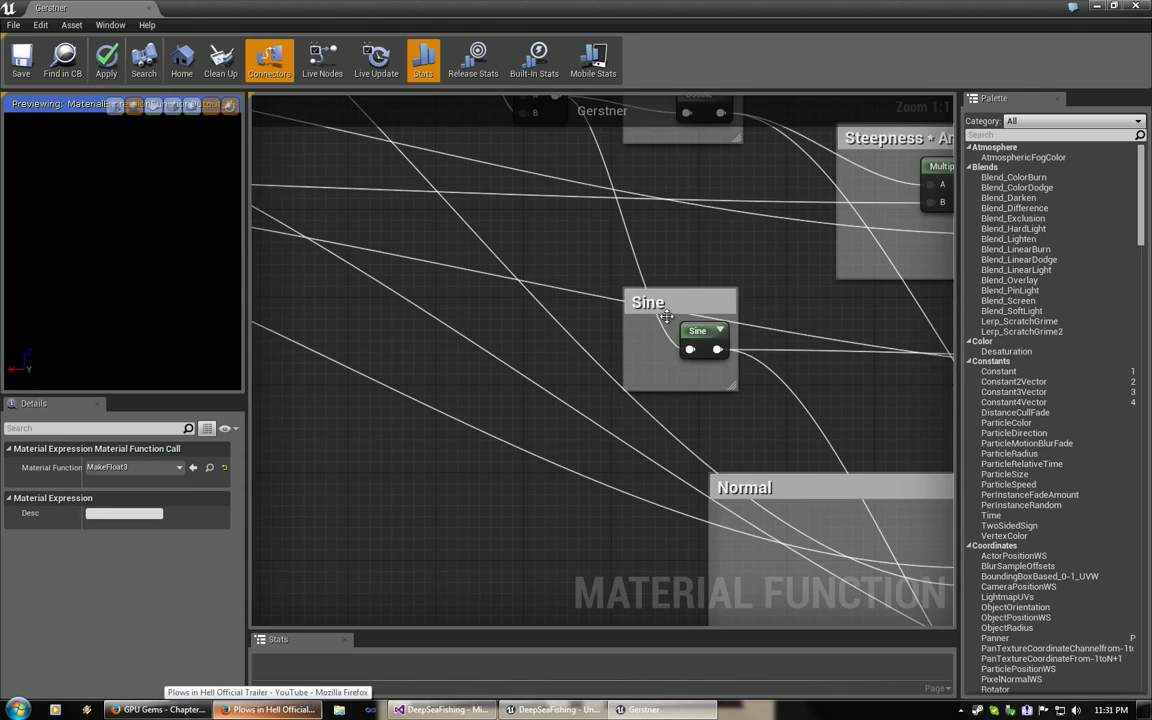 Gerstner
File Edit Asset Window Help
Save Find in CB Apply Search Home Clean Up Connectors Live Nodes Live Update Stats Release Stats Built-In Stats Mobile Stats
Previewing: MaterialExpressionFunctionOutput
Gerstner
Zoom 1:1
B
Steepness * Am
Multip
A
B
Sine
Sine
Normal
MATERIAL FUNCTION
Z
Y
Details
Search
Material Expression Material Function Call
Material Function MakeFloat3
Material Expression
Desc
Stats
Page
Palette
Category: All
Search
Atmosphere
AtmosphericFogColor
Blends
Blend_ColorBurn
Blend_ColorDodge
Blend_Darken
Blend_Difference
Blend_Exclusion
Blend_HardLight
Blend_Lighten
Blend_LinearBurn
Blend_LinearDodge
Blend_LinearLight
Blend_Overlay
Blend_PinLight
Blend_Screen
Blend_SoftLight
Lerp_ScratchGrime
Lerp_ScratchGrime2
Color
Desaturation
Constants
Constant 1
Constant2Vector 2
Constant3Vector 3
Constant4Vector 4
DistanceCullFade
ParticleColor
ParticleDirection
ParticleMotionBlurFade
ParticleRadius
ParticleRelativeTime
ParticleSize
ParticleSpeed
PerInstanceFadeAmount
PerInstanceRandom
Time
TwoSidedSign
VertexColor
Coordinates
ActorPositionWS
BlurSampleOffsets
BoundingBoxBased_0-1_UVW
CameraPositionWS
LightmapUVs
ObjectOrientation
ObjectPositionWS
ObjectRadius
Panner P
PanTextureCoordinateChannelfrom-1to
PanTextureCoordinateFrom-1toN+1
ParticlePositionWS
PixelNormalWS
Rotator
Plows in Hell Official Trailer - YouTube - Mozilla Firefox
GPU Gems - Chapter... Plows in Hell Official... DeepSeaFishing - Mi... DeepSeaFishing - Un... Gerstner 11:31 PM